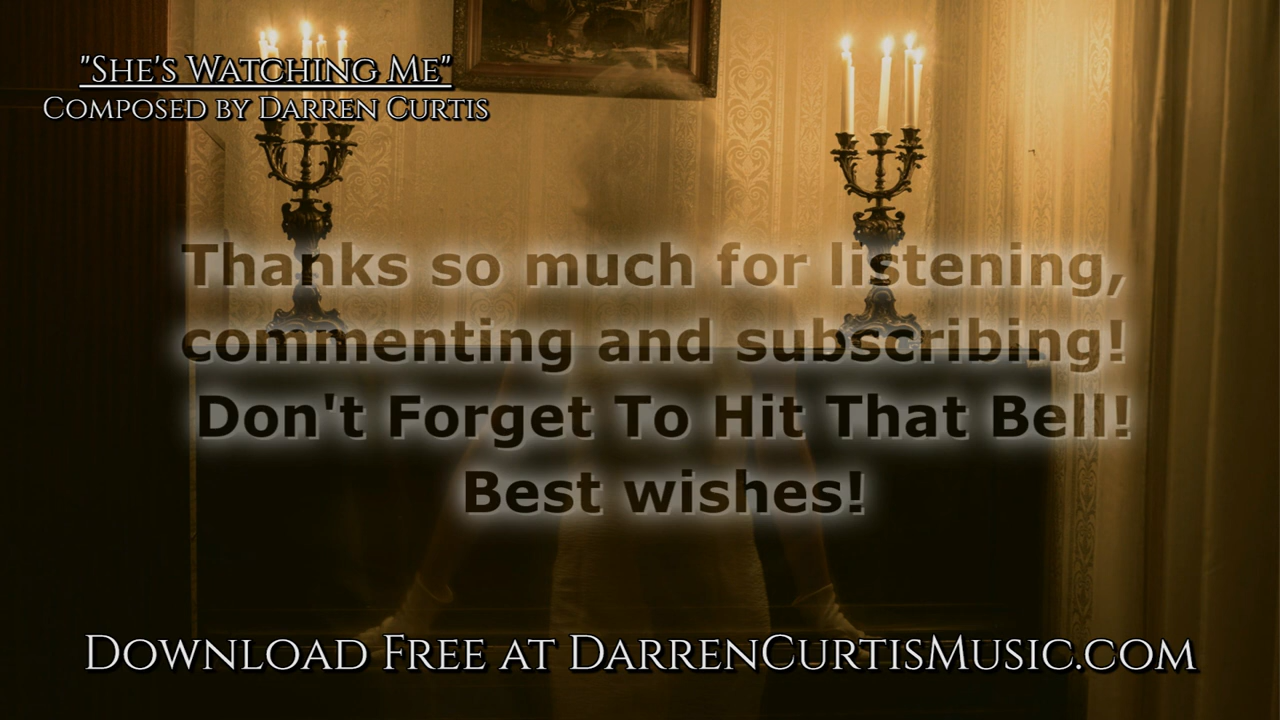 "She's Watching Me"
Composed by Darren Curtis
Thanks so much for listening,
commenting and subscribing!
Don't Forget To Hit That Bell!
Best wishes!
Download Free at DarrenCurtisMusic.com